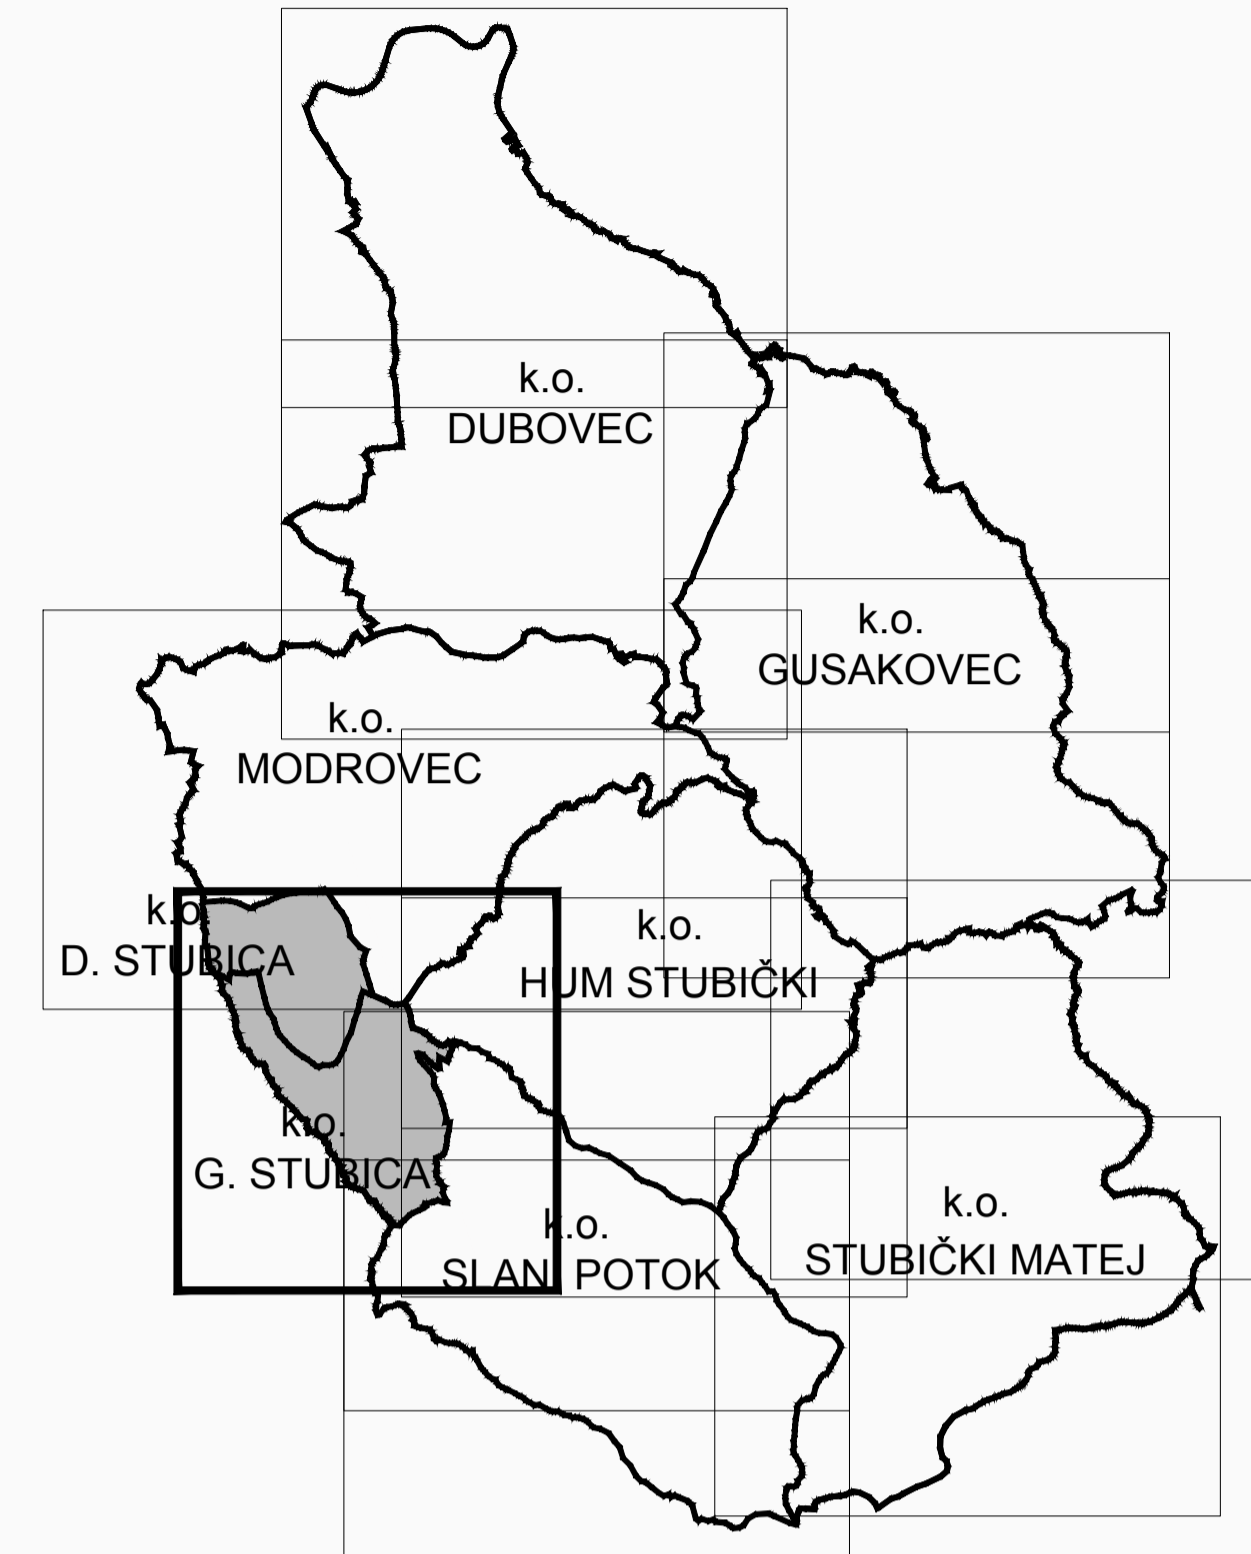 k.o.
DUBOVEC
k.o.
GUSAKOVEC
k.o.
MODROVEC
k.o.
D. STUBICA
k.o.
HUM STUBIČKI
k.o.
G. STUBICA
k.o.
SLANI POTOK
k.o.
STUBIČKI MATEJ